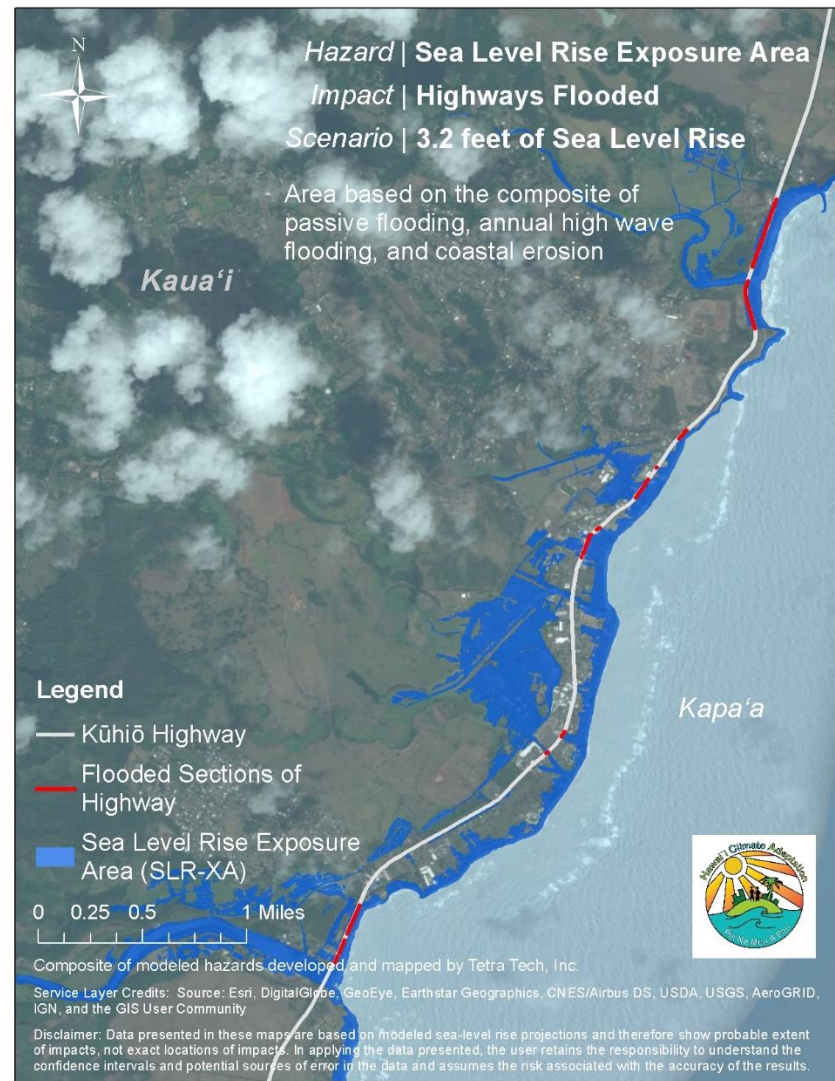 N
Hazard | Sea Level Rise Exposure Area
Impact | Highways Flooded
Scenario | 3.2 feet of Sea Level Rise
Area based on the composite of
passive flooding, annual high wave
flooding, and coastal erosion
Kauaʻi
Kapaʻa
Legend
Kūhiō Highway
Flooded Sections of
Highway
Sea Level Rise Exposure
Area (SLR-XA)
0 0.25 0.5 1 Miles
Hawaiʻi Climate Adaptation
Composite of modeled hazards developed and mapped by Tetra Tech, Inc.
Service Layer Credits: Source: Esri, DigitalGlobe, GeoEye, Earthstar Geographics, CNES/Airbus DS, USDA, USGS, AeroGRID,
IGN, and the GIS User Community
Disclaimer: Data presented in these maps are based on modeled sea-level rise projections and therefore show probable extent
of impacts, not exact locations of impacts. In applying the data presented, the user retains the responsibility to understand the
confidence intervals and potential sources of error in the data and assumes the risk associated with the accuracy of the results.